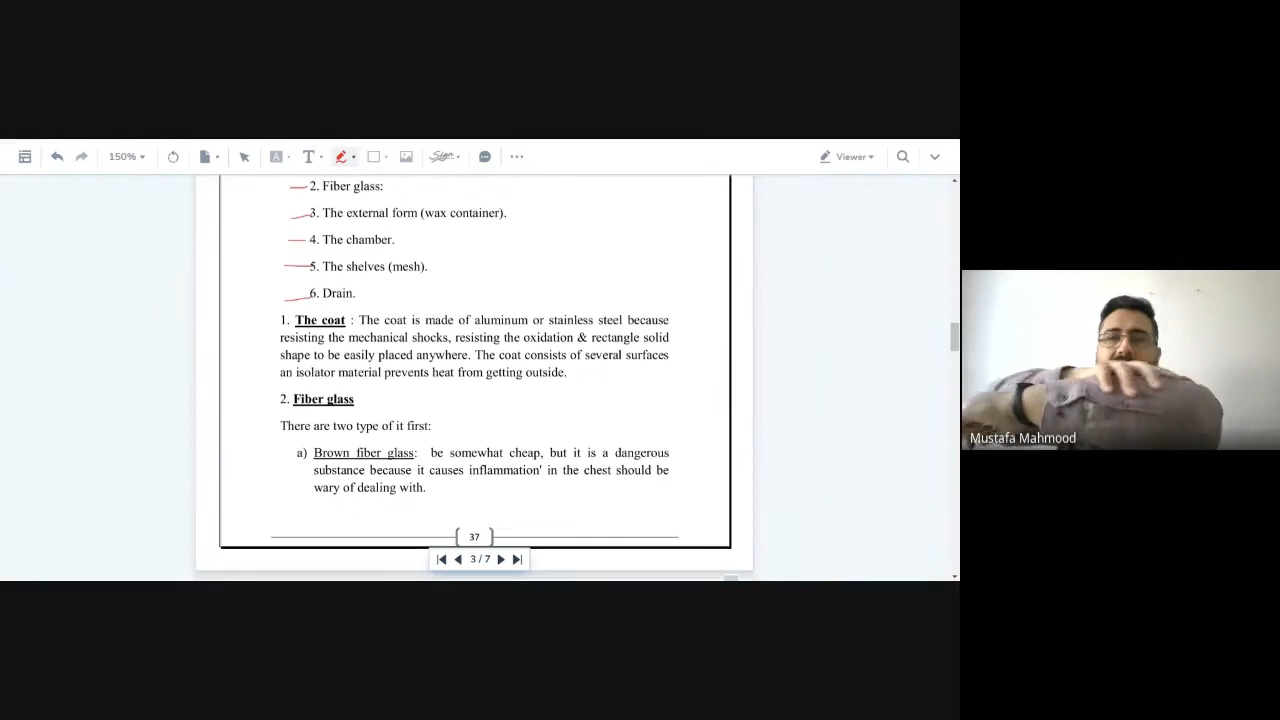 150%
T
Sign
Viewer
2. Fiber glass:
3. The external form (wax container).
4. The chamber.
5. The shelves (mesh).
6. Drain.
1. The coat : The coat is made of aluminum or stainless steel because
resisting the mechanical shocks, resisting the oxidation & rectangle solid
shape to be easily placed anywhere. The coat consists of several surfaces
an isolator material prevents heat from getting outside.
2. Fiber glass
There are two type of it first:
a) Brown fiber glass: be somewhat cheap, but it is a dangerous
substance because it causes inflammation' in the chest should be
wary of dealing with.
37
3 / 7
Mustafa Mahmood